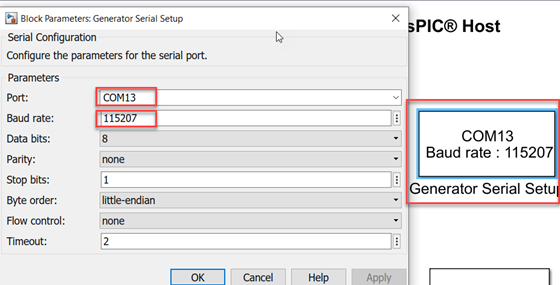 Block Parameters: Generator Serial Setup
Serial Configuration
Configure the parameters for the serial port.
Parameters
Port: COM13
Baud rate: 115207
Data bits: 8
Parity: none
Stop bits: 1
Byte order: little-endian
Flow control: none
Timeout: 2
OK Cancel Help Apply
sPIC® Host
COM13
Baud rate : 115207
Generator Serial Setup